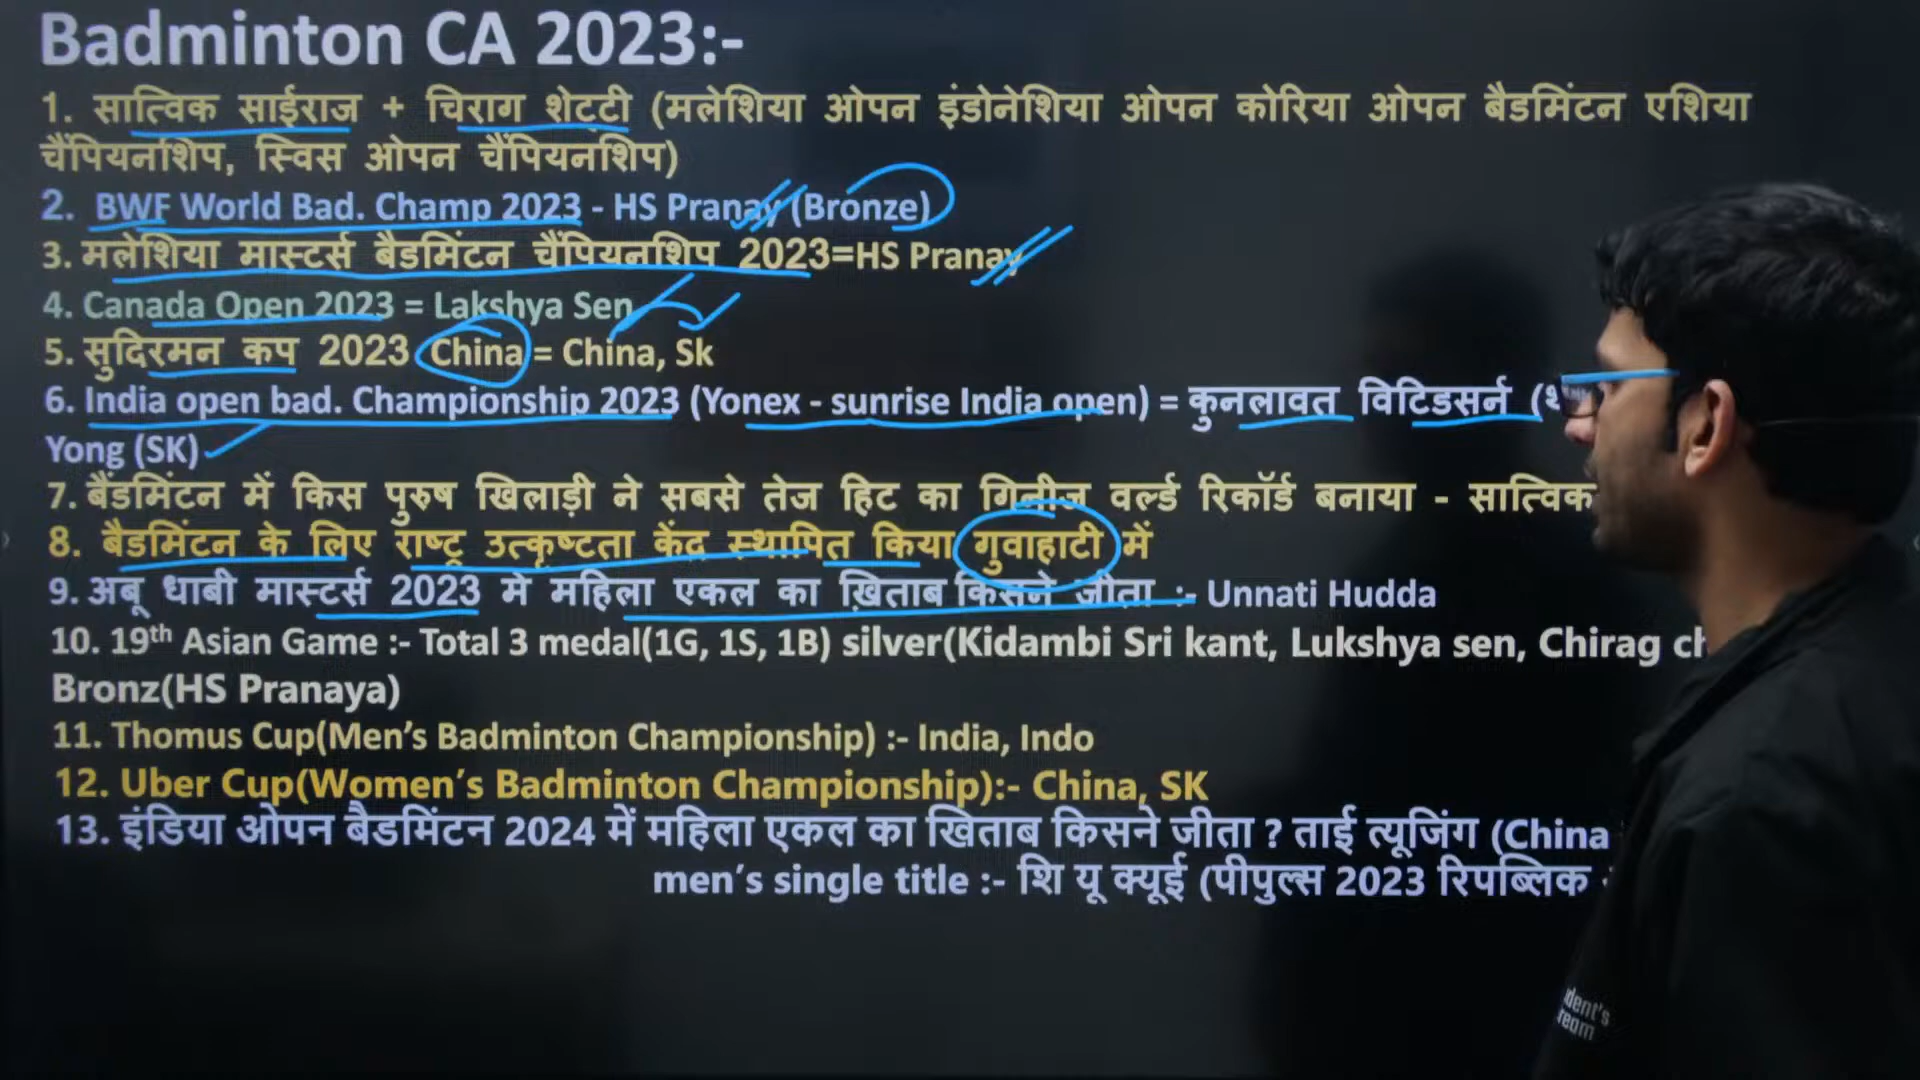 Badminton CA 2023:-
1. सात्विक साईराज + चिराग शेट्टी (मलेशिया ओपन इंडोनेशिया ओपन कोरिया ओपन बैडमिंटन एशिया
चैंपियनशिप, स्विस ओपन चैंपियनशिप)
2. BWF World Bad. Champ 2023 - HS Pranay (Bronze)
3. मलेशिया मास्टर्स बैडमिंटन चैंपियनशिप 2023=HS Pranay
4. Canada Open 2023 = Lakshya Sen
5. सुदिरमन कप 2023 China = China, Sk
6. India open bad. Championship 2023 (Yonex - sunrise India open) = कुनलावत विटिडसर्न
Yong (SK)
7. बैंडमिंटन में किस पुरुष खिलाड़ी ने सबसे तेज हिट का गिनीज वर्ल्ड रिकॉर्ड बनाया - सात्विक
8. बैडमिंटन के लिए राष्ट्र उत्कृष्टता केंद्र स्थापित किया गुवाहाटी में
9. अबू धाबी मास्टर्स 2023 मे महिला एकल का ख़िताब किसने जीता :- Unnati Hudda
10. 19th Asian Game :- Total 3 medal(1G, 1S, 1B) silver(Kidambi Sri kant, Lukshya sen, Chirag
Bronz(HS Pranaya)
11. Thomus Cup(Men's Badminton Championship) :- India, Indo
12. Uber Cup(Women's Badminton Championship):- China, SK
13. इंडिया ओपन बैडमिंटन 2024 में महिला एकल का खिताब किसने जीता ? ताई त्यूजिंग (China
men's single title :- शि यू क्यूई (पीपुल्स 2023 रिपब्लिक